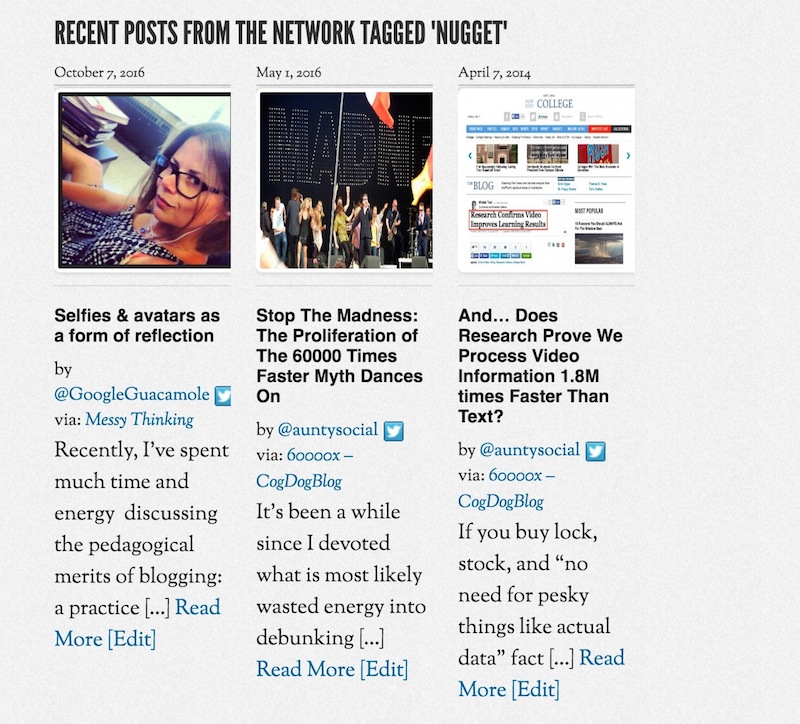 RECENT POSTS FROM THE NETWORK TAGGED 'NUGGET'
October 7, 2016
Selfies & avatars as
a form of reflection
by
@GoogleGuacamole
via: Messy Thinking
Recently, I've spent
much time and
energy discussing
the pedagogical
merits of blogging:
a practice [...] Read
More [Edit]
May 1, 2016
MADN
Stop The Madness:
The Proliferation of
The 60000 Times
Faster Myth Dances
On
by @auntysocial
via: 60000x –
CogDogBlog
It's been a while
since I devoted
what is most likely
wasted energy into
debunking [...]
Read More [Edit]
April 7, 2014
COLLEGE
THE BLOG
Research Confirms Video
Improves Learning Results
MOST POPULAR
And... Does
Research Prove We
Process Video
Information 1.8M
times Faster Than
Text?
by @auntysocial
via: 60000x –
CogDogBlog
If you buy lock,
stock, and “no
need for pesky
things like actual
data” fact [...] Read
More [Edit]